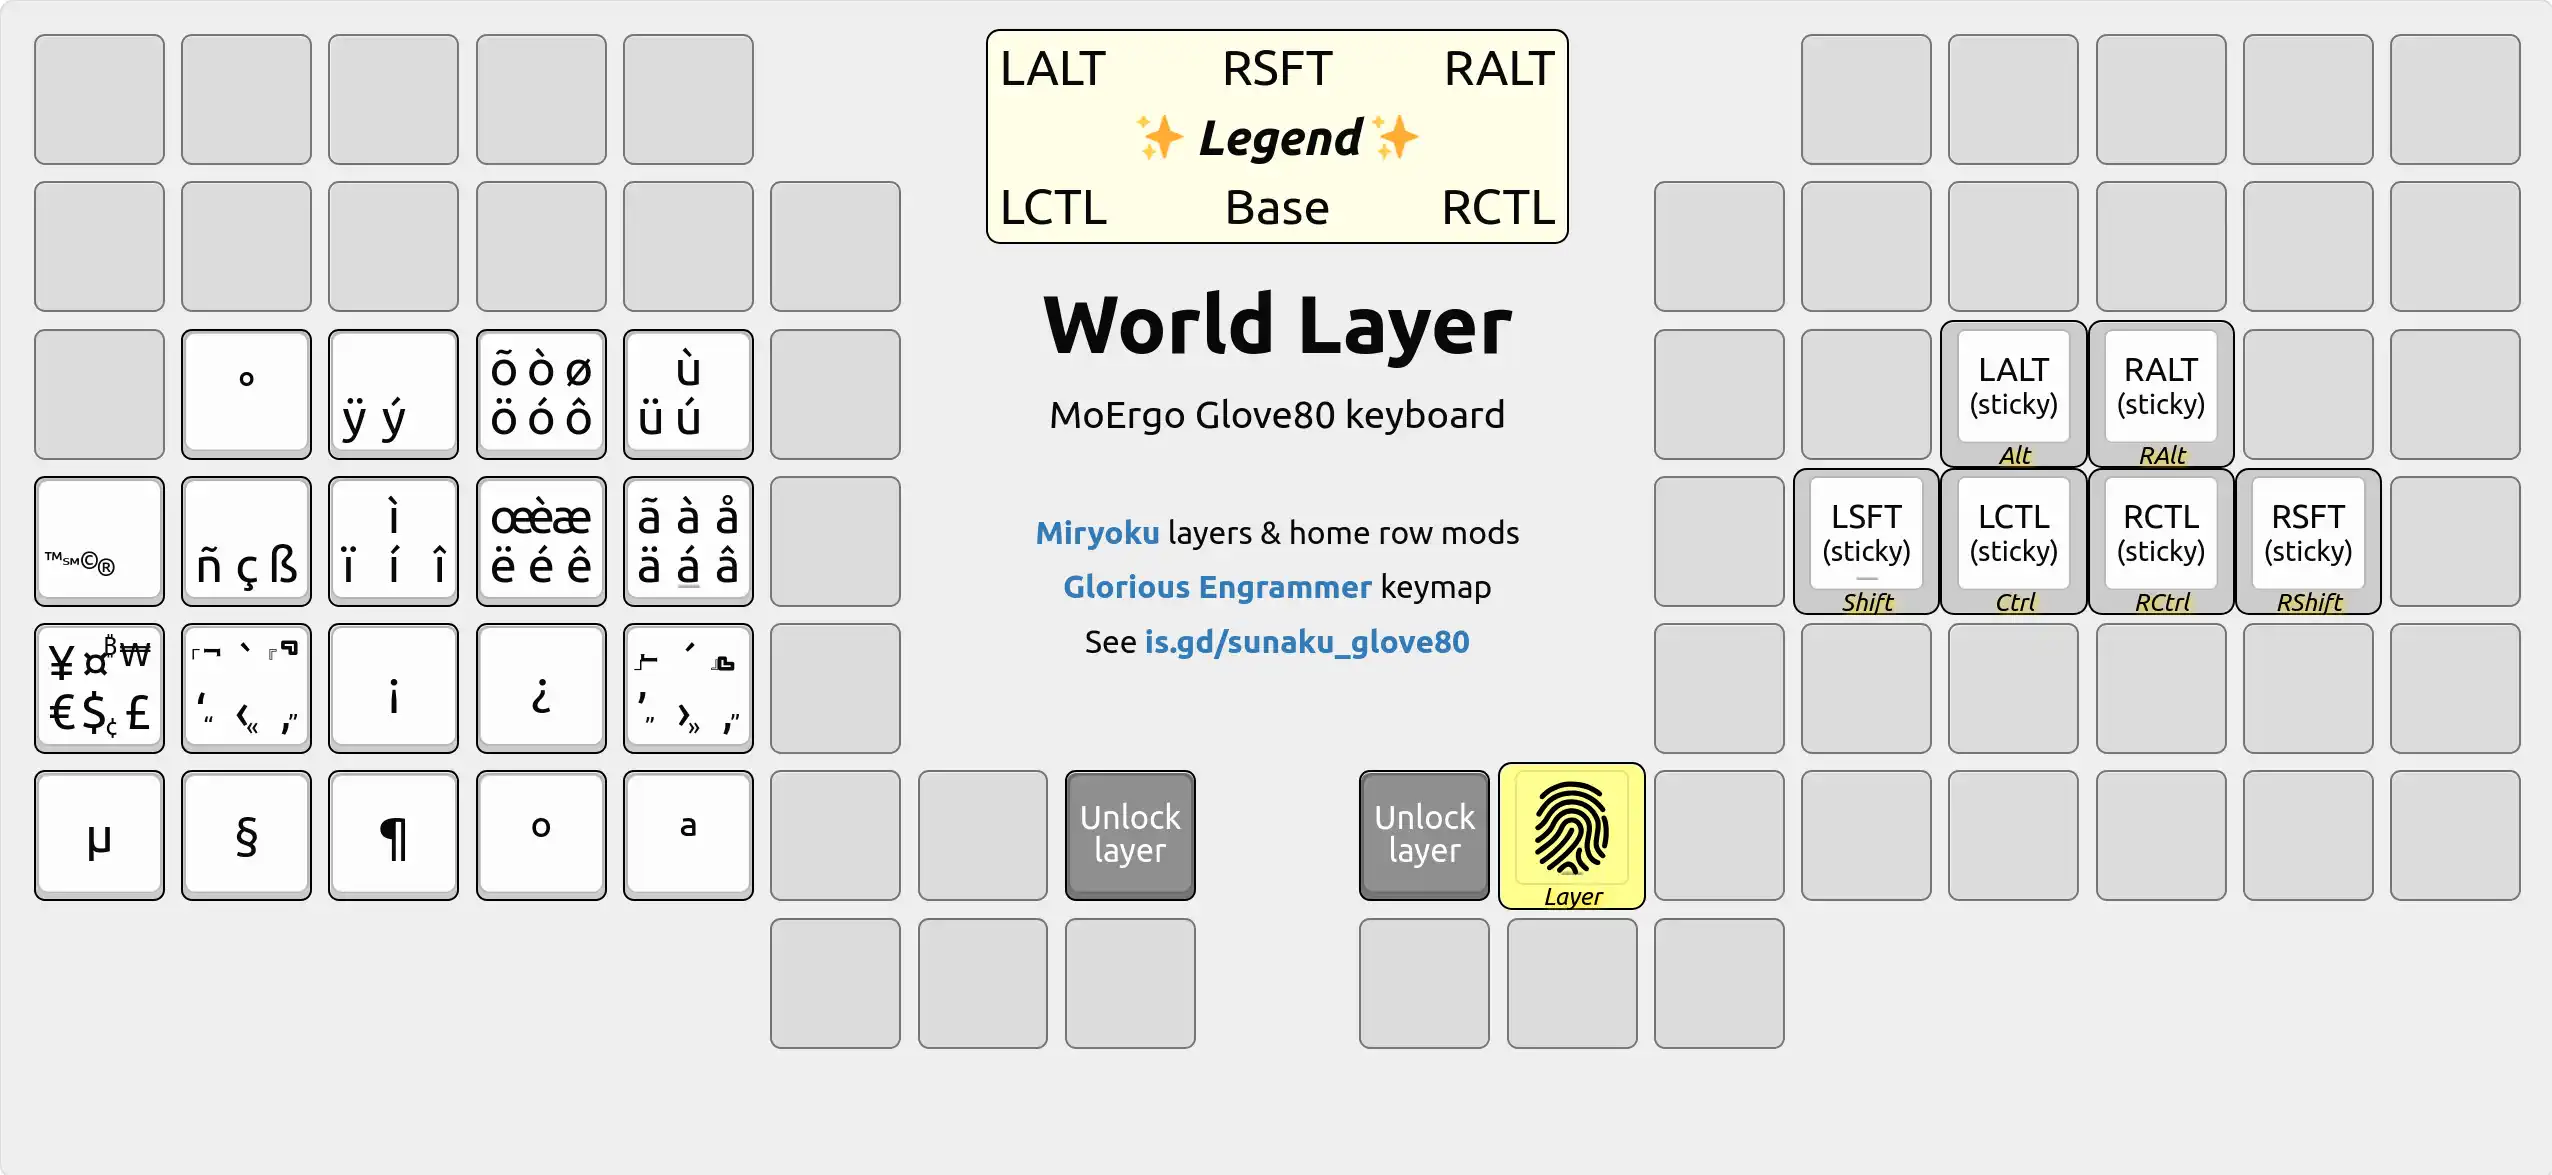 LALT RSFT RALT
✨ Legend ✨
LCTL Base RCTL
World Layer
MoErgo Glove80 keyboard
Miryoku layers & home row mods
Glorious Engrammer keymap
See is.gd/sunaku_glove80
°
ÿ ý
õ ò ø
ö ó ô
ù
ü ú
LALT
(sticky)
Alt
RALT
(sticky)
RAlt
™℠©®
ñ ç ß
ì
ï í î
œ è æ
ë é ê
ã à å
ä á â
LSFT
(sticky)
Shift
LCTL
(sticky)
Ctrl
RCTL
(sticky)
RCtrl
RSFT
(sticky)
RShift
¥ ¤ ₿ ₩
€ $ ¢ £
¡
¿
µ
§
¶
º
ª
Unlock
layer
Unlock
layer
Layer